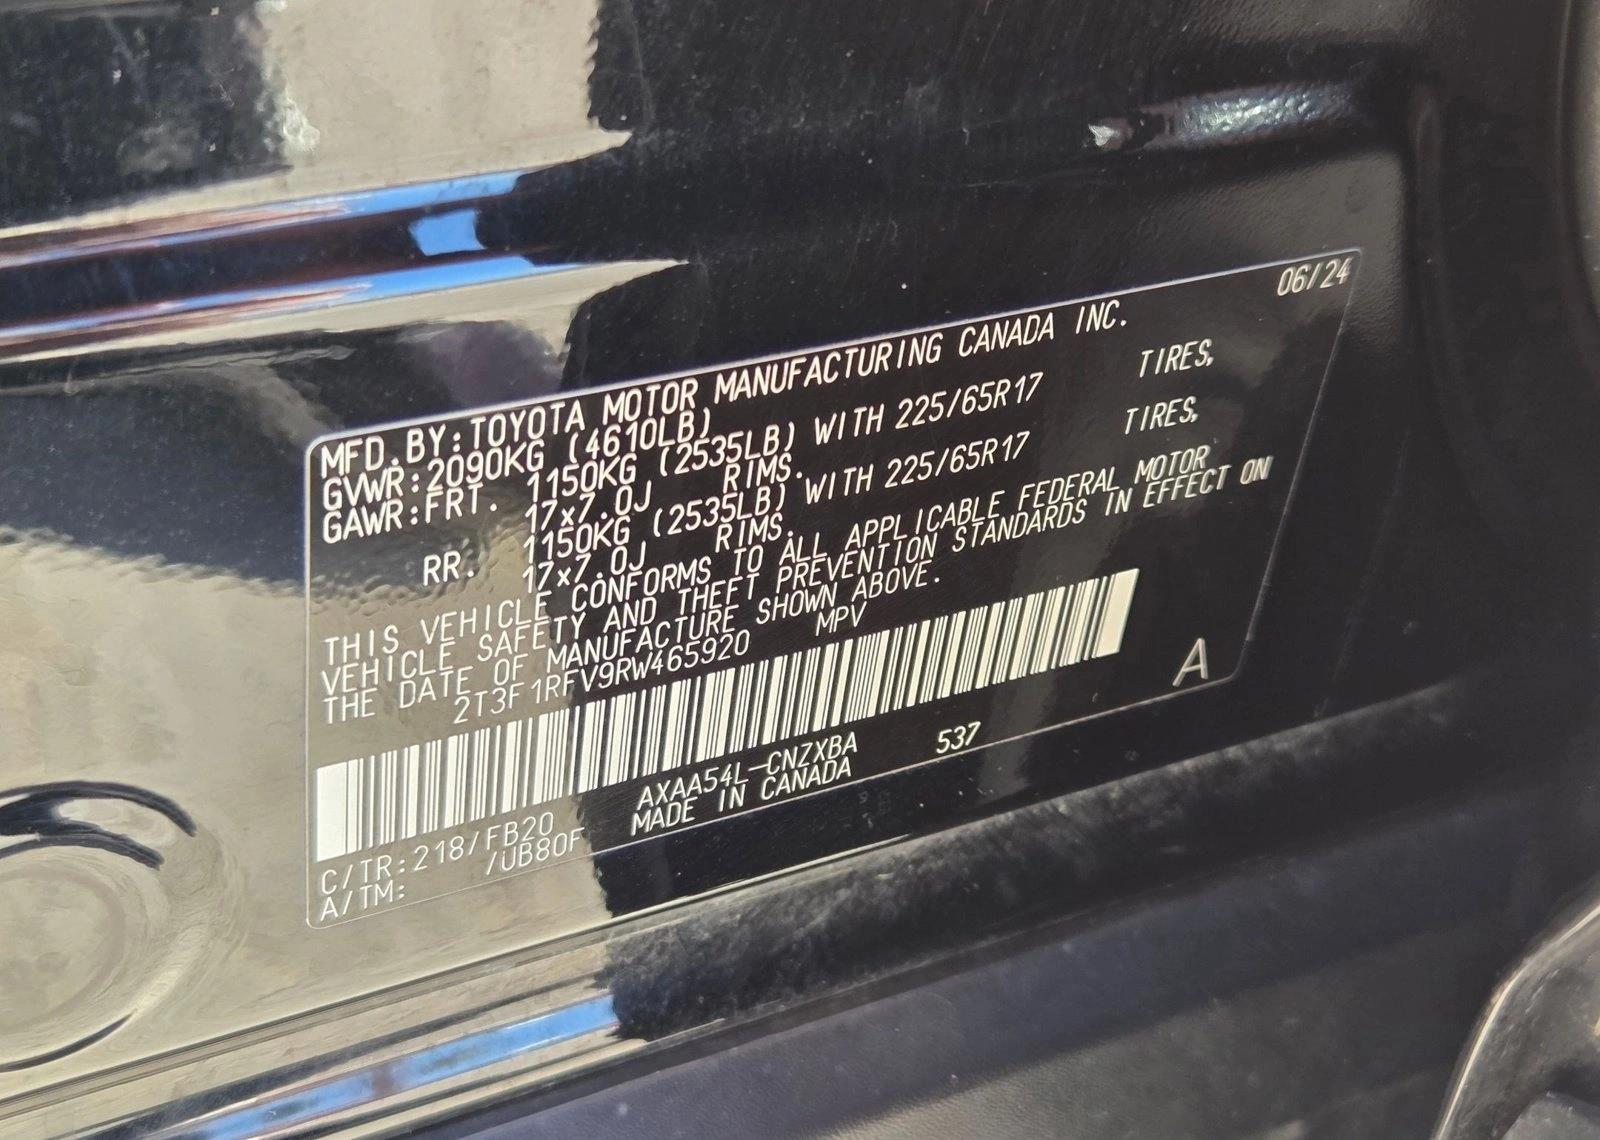 06/24
MFD.BY:TOYOTA MOTOR MANUFACTURING CANADA INC.
GVWR:2090KG (4610LB)
GAWR:FRT. 1150KG (2535LB) WITH 225/65R17 TIRES,
17x7.0J RIMS.
RR. 1150KG (2535LB) WITH 225/65R17 TIRES,
17x7.0J RIMS.
THIS VEHICLE CONFORMS TO ALL APPLICABLE FEDERAL MOTOR
VEHICLE SAFETY AND THEFT PREVENTION STANDARDS IN EFFECT ON
THE DATE OF MANUFACTURE SHOWN ABOVE.
2T3F1RFV9RW465920 MPV
A
C/TR:218/FB20 AXAA54L-CNZXBA 537
A/TM: /UB80F MADE IN CANADA